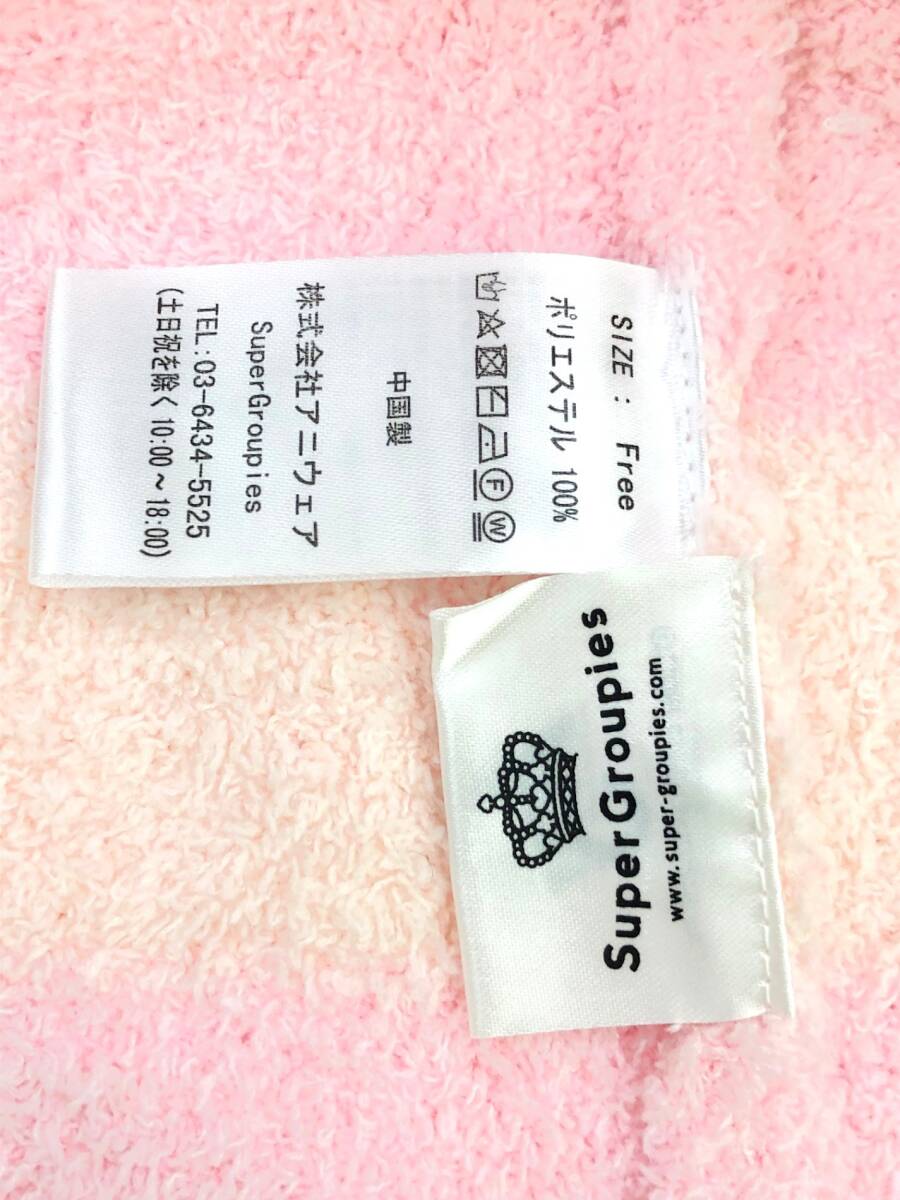 SIZE : Free
ポリエステル 100%
F W
中国製
株式会社アニウェア
SuperGroupies
TEL:03-6434-5525
(土日祝を除く 10:00～18:00)
SuperGroupies
www.super-groupies.com